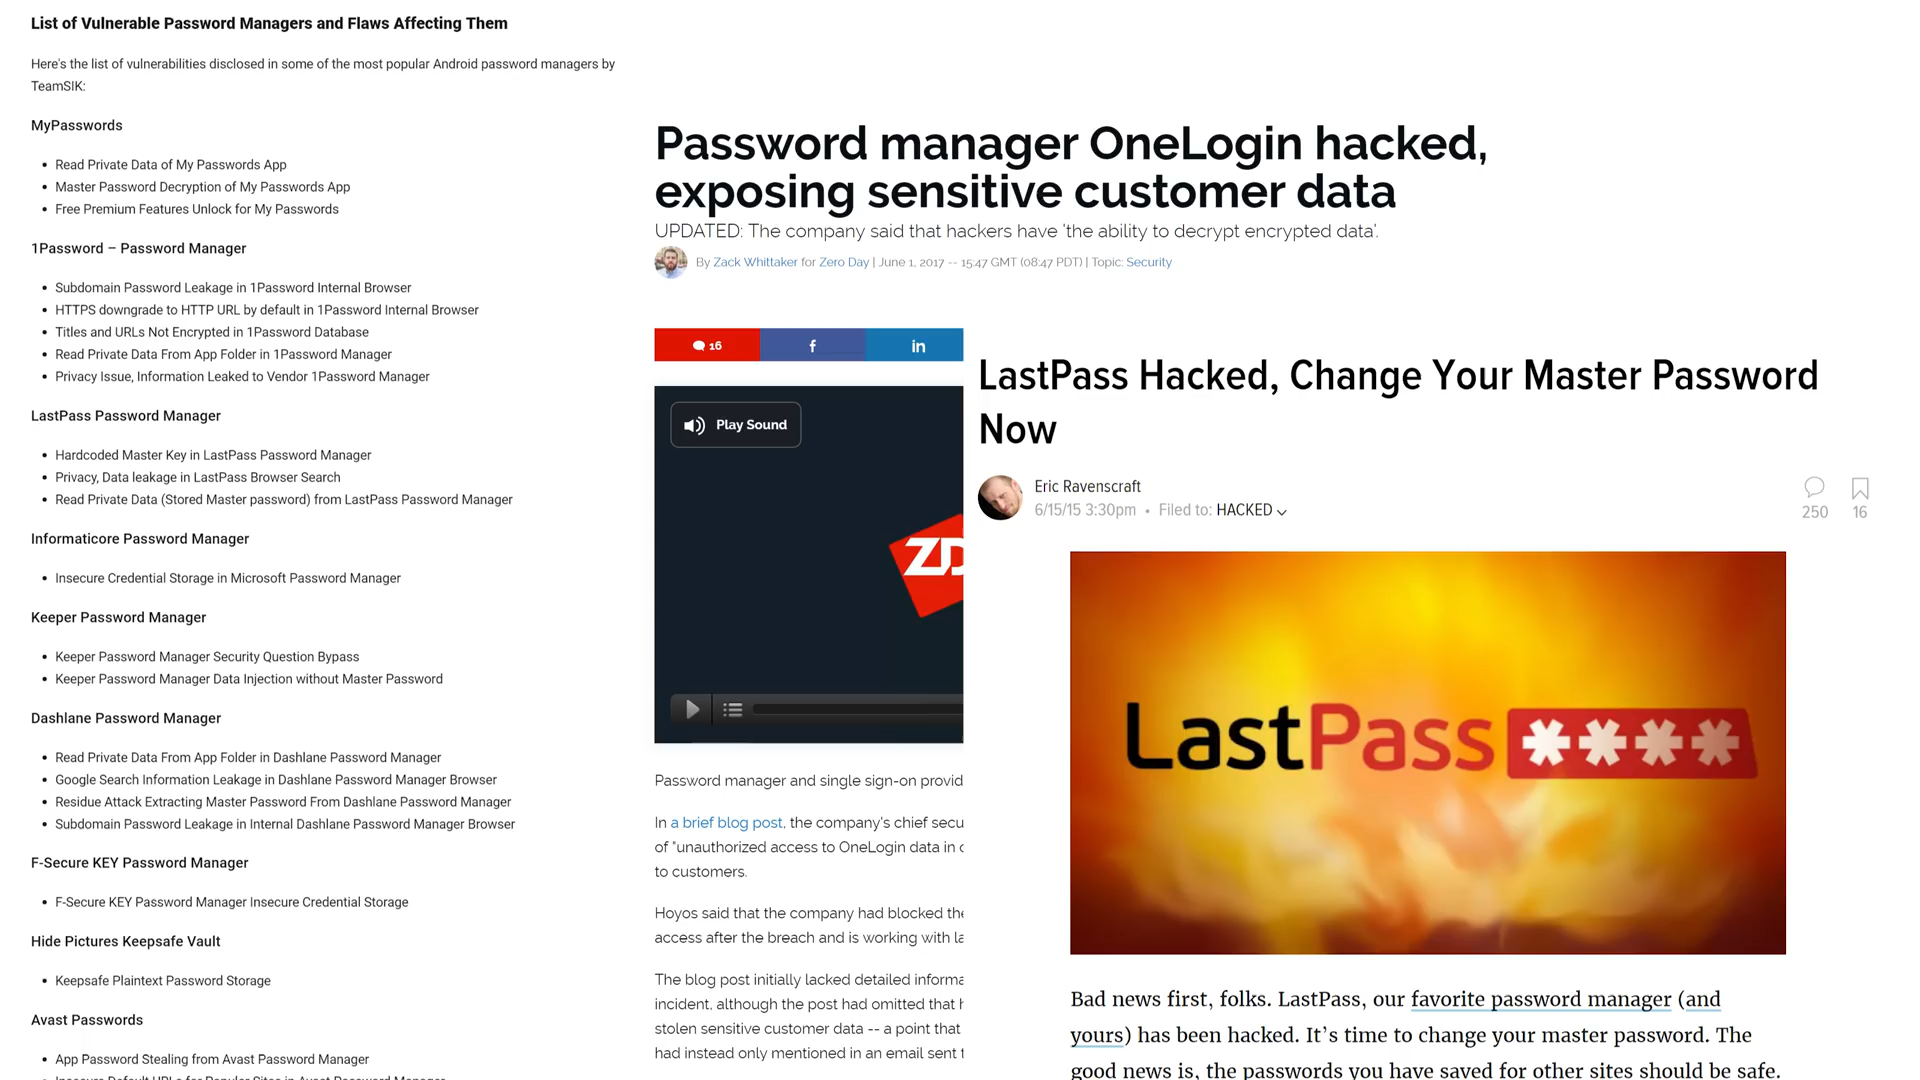 List of Vulnerable Password Managers and Flaws Affecting Them
Here's the list of vulnerabilities disclosed in some of the most popular Android password managers by
TeamSIK:
MyPasswords
Read Private Data of My Passwords App
Master Password Decryption of My Passwords App
Free Premium Features Unlock for My Passwords
1Password – Password Manager
Subdomain Password Leakage in 1Password Internal Browser
HTTPS downgrade to HTTP URL by default in 1Password Internal Browser
Titles and URLs Not Encrypted in 1Password Database
Read Private Data From App Folder in 1Password Manager
Privacy Issue, Information Leaked to Vendor 1Password Manager
LastPass Password Manager
Hardcoded Master Key in LastPass Password Manager
Privacy, Data leakage in LastPass Browser Search
Read Private Data (Stored Master password) from LastPass Password Manager
Informaticore Password Manager
Insecure Credential Storage in Microsoft Password Manager
Keeper Password Manager
Keeper Password Manager Security Question Bypass
Keeper Password Manager Data Injection without Master Password
Dashlane Password Manager
Read Private Data From App Folder in Dashlane Password Manager
Google Search Information Leakage in Dashlane Password Manager Browser
Residue Attack Extracting Master Password From Dashlane Password Manager
Subdomain Password Leakage in Internal Dashlane Password Manager Browser
F-Secure KEY Password Manager
F-Secure KEY Password Manager Insecure Credential Storage
Hide Pictures Keepsafe Vault
Keepsafe Plaintext Password Storage
Avast Passwords
App Password Stealing from Avast Password Manager
Insecure Default URLs for Popular Sites in Avast Password Manager
Password manager OneLogin hacked,
exposing sensitive customer data
UPDATED: The company said that hackers have 'the ability to decrypt encrypted data'.
By Zack Whittaker for Zero Day | June 1, 2017 -- 15:47 GMT (08:47 PDT) | Topic: Security
16 f in
Play Sound
ZD
Password manager and single sign-on provid
In a brief blog post, the company's chief secu
of "unauthorized access to OneLogin data in
to customers.
Hoyos said that the company had blocked the
access after the breach and is working with la
The blog post initially lacked detailed informa
incident, although the post had omitted that h
stolen sensitive customer data -- a point that
had instead only mentioned in an email sent t
LastPass Hacked, Change Your Master Password
Now
Eric Ravenscraft
6/15/15 3:30pm • Filed to: HACKED
250 16
LastPass ****
Bad news first, folks. LastPass, our favorite password manager (and
yours) has been hacked. It's time to change your master password. The
good news is, the passwords you have saved for other sites should be safe.